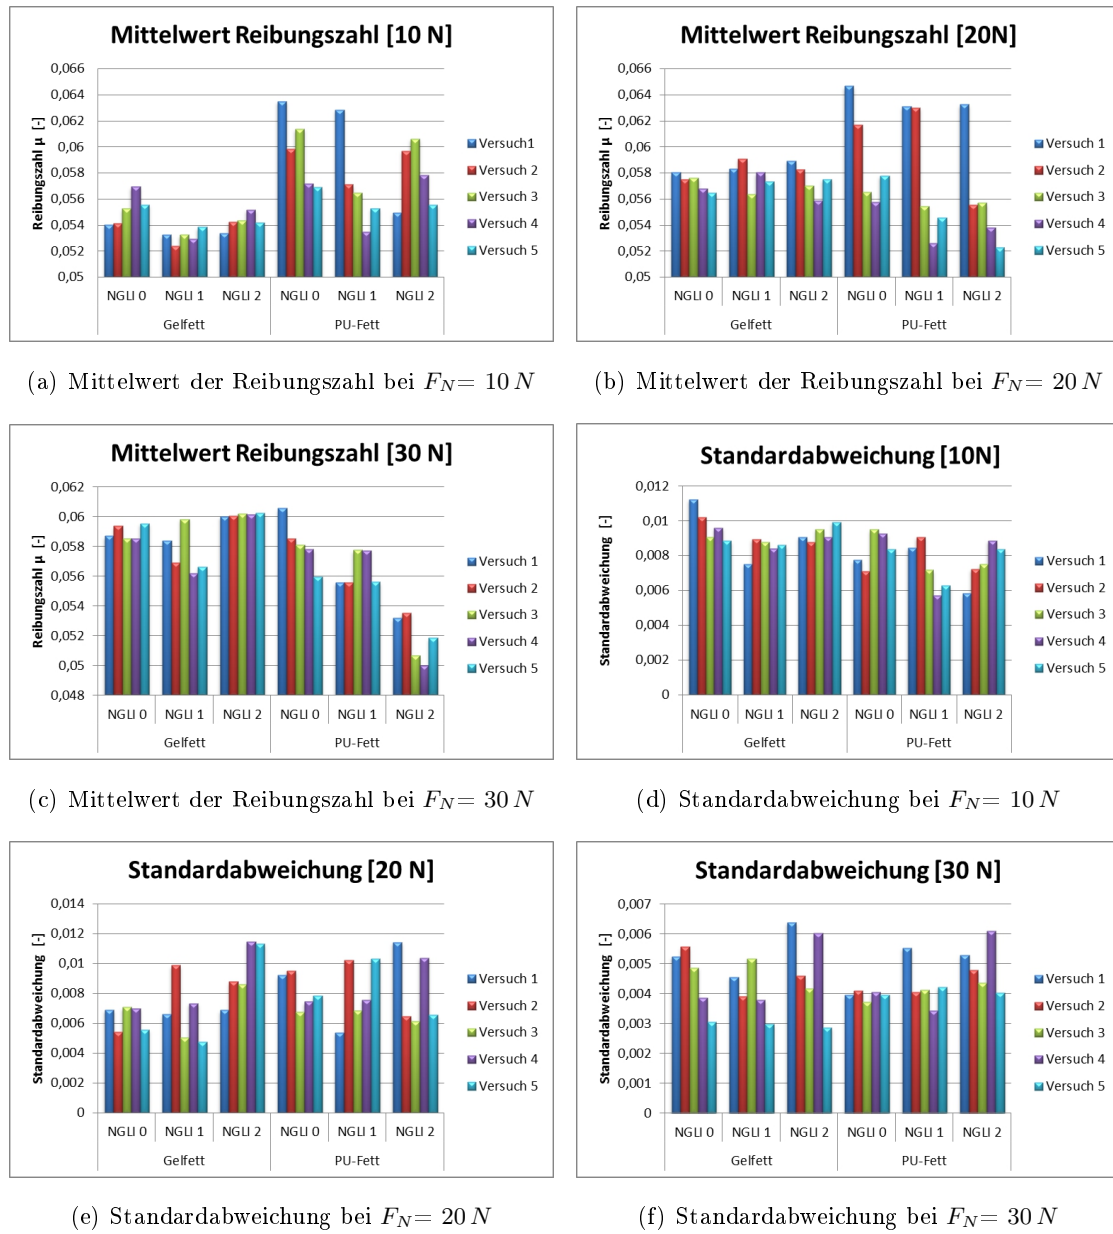 Mittelwert Reibungszahl [10 N]
0,066
0,064
0,062
0,06
0,058
0,056
0,054
0,052
0,05
Reibungszahl µ [-]
NGLI 0 NGLI 1 NGLI 2 NGLI 0 NGLI 1 NGLI 2
Gelfett PU-Fett
Versuch1
Versuch 2
Versuch 3
Versuch 4
Versuch 5
(a) Mittelwert der Reibungszahl bei F_N= 10 N
Mittelwert Reibungszahl [20N]
0,066
0,064
0,062
0,06
0,058
0,056
0,054
0,052
0,05
Reibungszahl µ [-]
NGLI 0 NGLI 1 NGLI 2 NGLI 0 NGLI 1 NGLI 2
Gelfett PU-Fett
Versuch 1
Versuch 2
Versuch 3
Versuch 4
Versuch 5
(b) Mittelwert der Reibungszahl bei F_N= 20 N
Mittelwert Reibungszahl [30 N]
0,062
0,06
0,058
0,056
0,054
0,052
0,05
0,048
Reibungszahl µ [-]
NGLI 0 NGLI 1 NGLI 2 NGLI 0 NGLI 1 NGLI 2
Gelfett PU-Fett
Versuch 1
Versuch 2
Versuch 3
Versuch 4
Versuch 5
(c) Mittelwert der Reibungszahl bei F_N= 30 N
Standardabweichung [10N]
0,012
0,01
0,008
0,006
0,004
0,002
0
Standardabweichung [-]
NGLI 0 NGLI 1 NGLI 2 NGLI 0 NGLI 1 NGLI 2
Gelfett PU-Fett
Versuch 1
Versuch 2
Versuch 3
Versuch 4
Versuch 5
(d) Standardabweichung bei F_N= 10 N
Standardabweichung [20 N]
0,014
0,012
0,01
0,008
0,006
0,004
0,002
0
Standardabweichung [-]
NGLI 0 NGLI 1 NGLI 2 NGLI 0 NGLI 1 NGLI 2
Gelfett PU-Fett
Versuch 1
Versuch 2
Versuch 3
Versuch 4
Versuch 5
(e) Standardabweichung bei F_N= 20 N
Standardabweichung [30 N]
0,007
0,006
0,005
0,004
0,003
0,002
0,001
0
Standardabweichung [-]
NGLI 0 NGLI 1 NGLI 2 NGLI 0 NGLI 1 NGLI 2
Gelfett PU-Fett
Versuch 1
Versuch 2
Versuch 3
Versuch 4
Versuch 5
(f) Standardabweichung bei F_N= 30 N